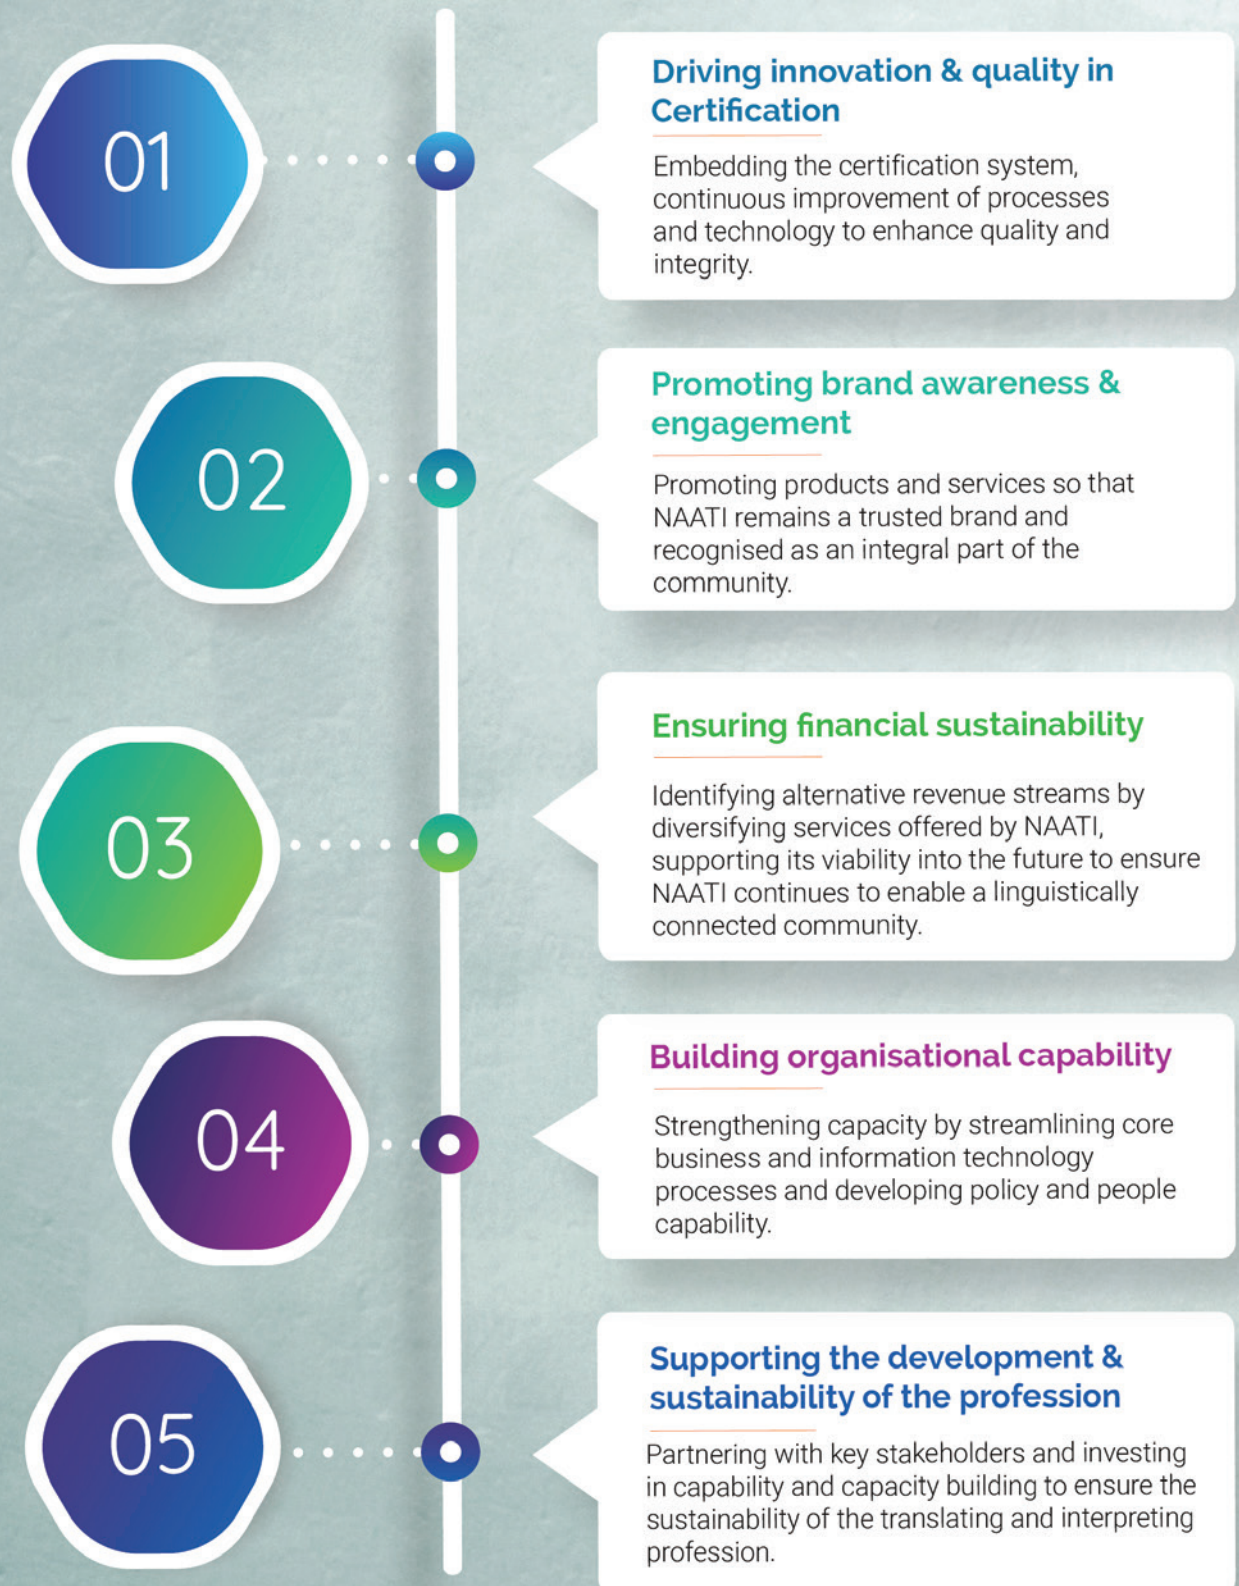 01
Driving innovation & quality in
Certification
Embedding the certification system,
continuous improvement of processes
and technology to enhance quality and
integrity.
02
Promoting brand awareness &
engagement
Promoting products and services so that
NAATI remains a trusted brand and
recognised as an integral part of the
community.
03
Ensuring financial sustainability
Identifying alternative revenue streams by
diversifying services offered by NAATI,
supporting its viability into the future to ensure
NAATI continues to enable a linguistically
connected community.
04
Building organisational capability
Strengthening capacity by streamlining core
business and information technology
processes and developing policy and people
capability.
05
Supporting the development &
sustainability of the profession
Partnering with key stakeholders and investing
in capability and capacity building to ensure the
sustainability of the translating and interpreting
profession.